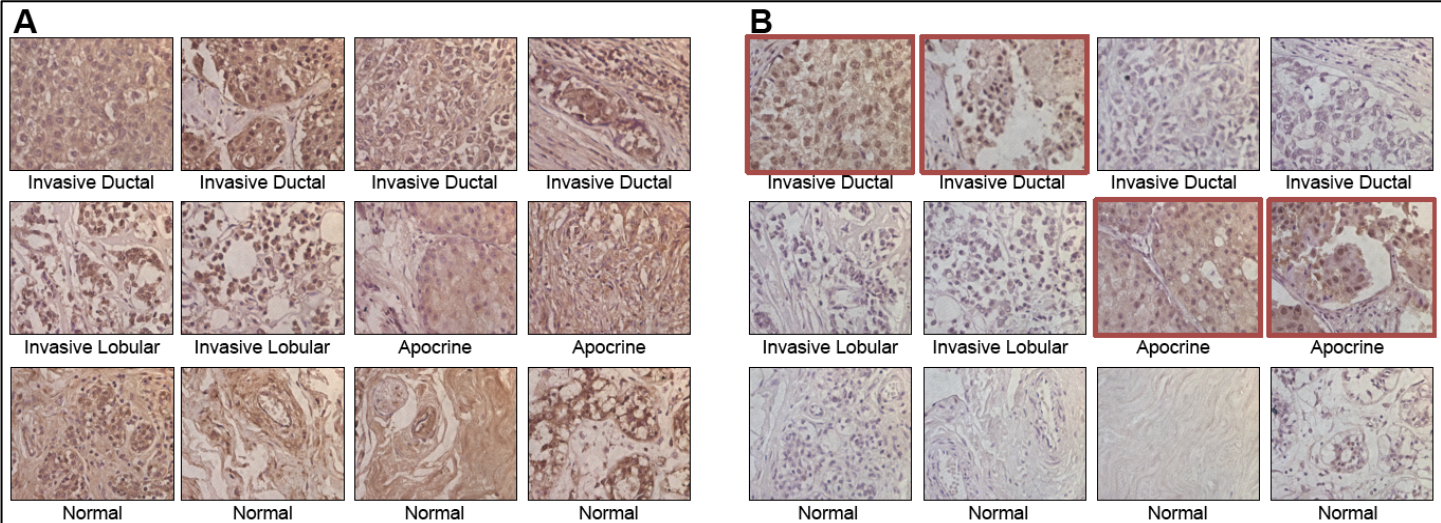 A
Invasive Ductal Invasive Ductal Invasive Ductal Invasive Ductal
Invasive Lobular Invasive Lobular Apocrine Apocrine
Normal Normal Normal Normal
B
Invasive Ductal Invasive Ductal Invasive Ductal Invasive Ductal
Invasive Lobular Invasive Lobular Apocrine Apocrine
Normal Normal Normal Normal